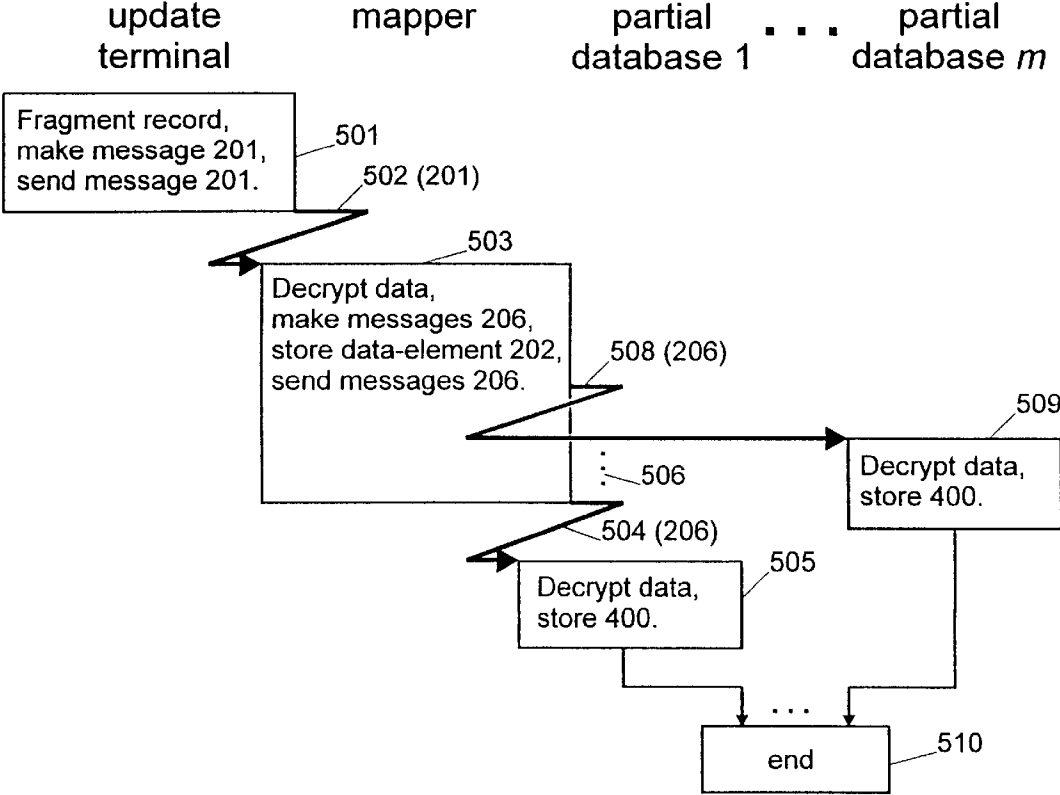 update
terminal
mapper
partial
database 1
. . .
partial
database m
Fragment record,
make message 201,
send message 201.
501
502 (201)
503
Decrypt data,
make messages 206,
store data-element 202,
send messages 206.
508 (206)
509
Decrypt data,
store 400.
506
504 (206)
505
Decrypt data,
store 400.
. . .
end
510